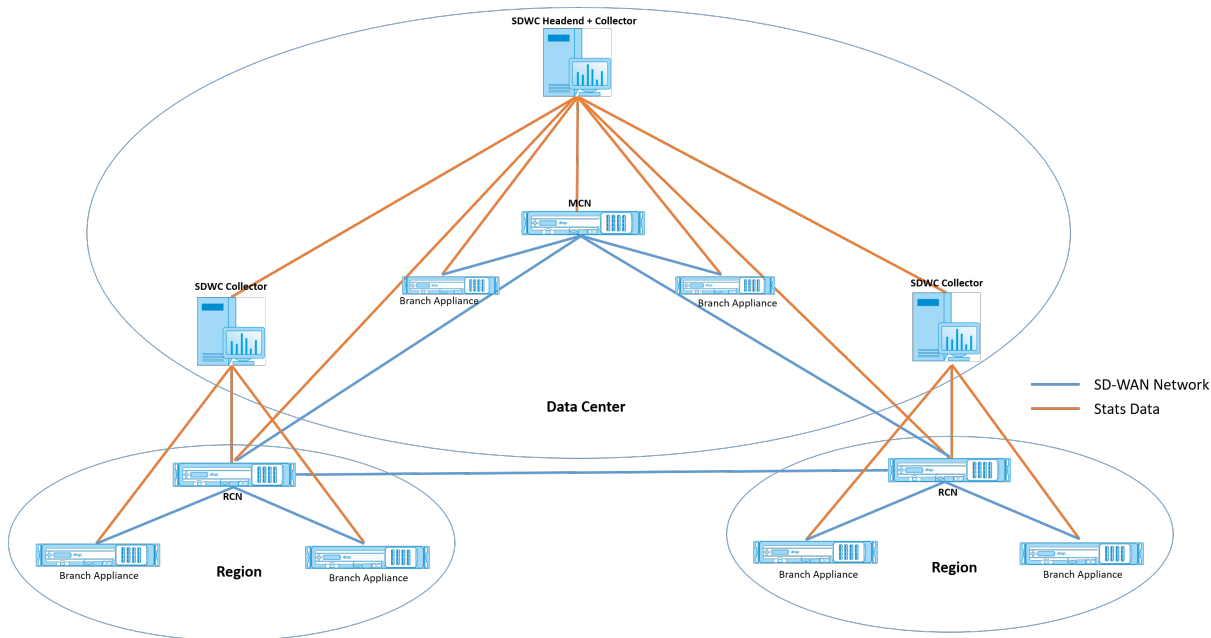 SDWC Headend + Collector
MCN
Branch Appliance
Branch Appliance
SDWC Collector
SDWC Collector
SD-WAN Network
Stats Data
Data Center
RCN
RCN
Region
Region
Branch Appliance
Branch Appliance
Branch Appliance
Branch Appliance